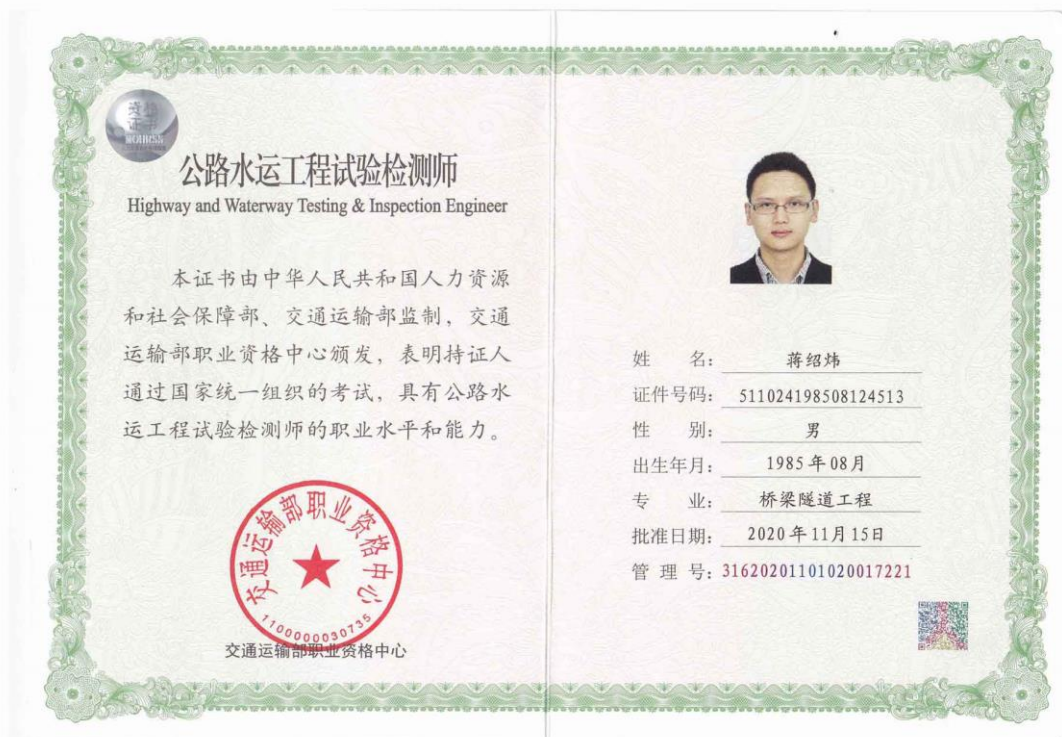 资格
证书
MOHRSS
公路水运工程试验检测师
Highway and Waterway Testing & Inspection Engineer
本证书由中华人民共和国人力资源
和社会保障部、交通运输部监制，交通
运输部职业资格中心颁发，表明持证人
通过国家统一组织的考试，具有公路水
运工程试验检测师的职业水平和能力。
交通运输部职业资格中心
1100000030735
交通运输部职业资格中心
姓 名： 蒋绍炜
证件号码： 511024198508124513
性 别： 男
出生年月： 1985年08月
专 业： 桥梁隧道工程
批准日期： 2020年11月15日
管 理 号： 31620201101020017221